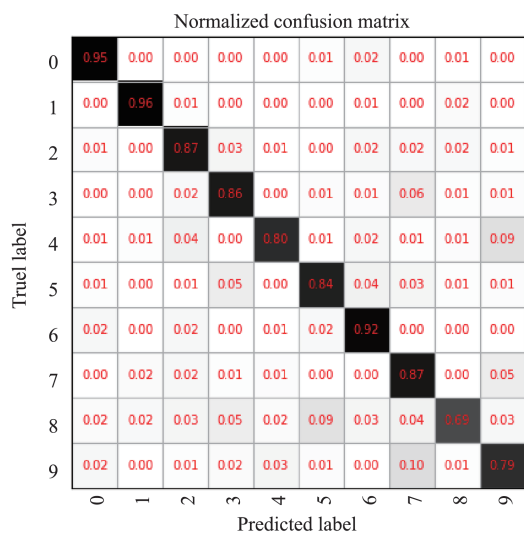 Normalized confusion matrix
0 0.95 0.00 0.00 0.00 0.00 0.01 0.02 0.00 0.01 0.00
1 0.00 0.96 0.01 0.00 0.00 0.00 0.01 0.00 0.02 0.00
2 0.01 0.00 0.87 0.03 0.01 0.00 0.02 0.02 0.02 0.01
3 0.00 0.00 0.02 0.86 0.00 0.01 0.01 0.06 0.01 0.01
4 0.01 0.01 0.04 0.00 0.80 0.01 0.02 0.01 0.01 0.09
5 0.01 0.00 0.01 0.05 0.00 0.84 0.04 0.03 0.01 0.01
6 0.02 0.00 0.02 0.00 0.01 0.02 0.92 0.00 0.00 0.00
7 0.00 0.02 0.02 0.01 0.01 0.00 0.00 0.87 0.00 0.05
8 0.02 0.02 0.03 0.05 0.02 0.09 0.03 0.04 0.69 0.03
9 0.02 0.00 0.01 0.02 0.03 0.01 0.00 0.10 0.01 0.79
0 1 2 3 4 5 6 7 8 9
Truel label
Predicted label